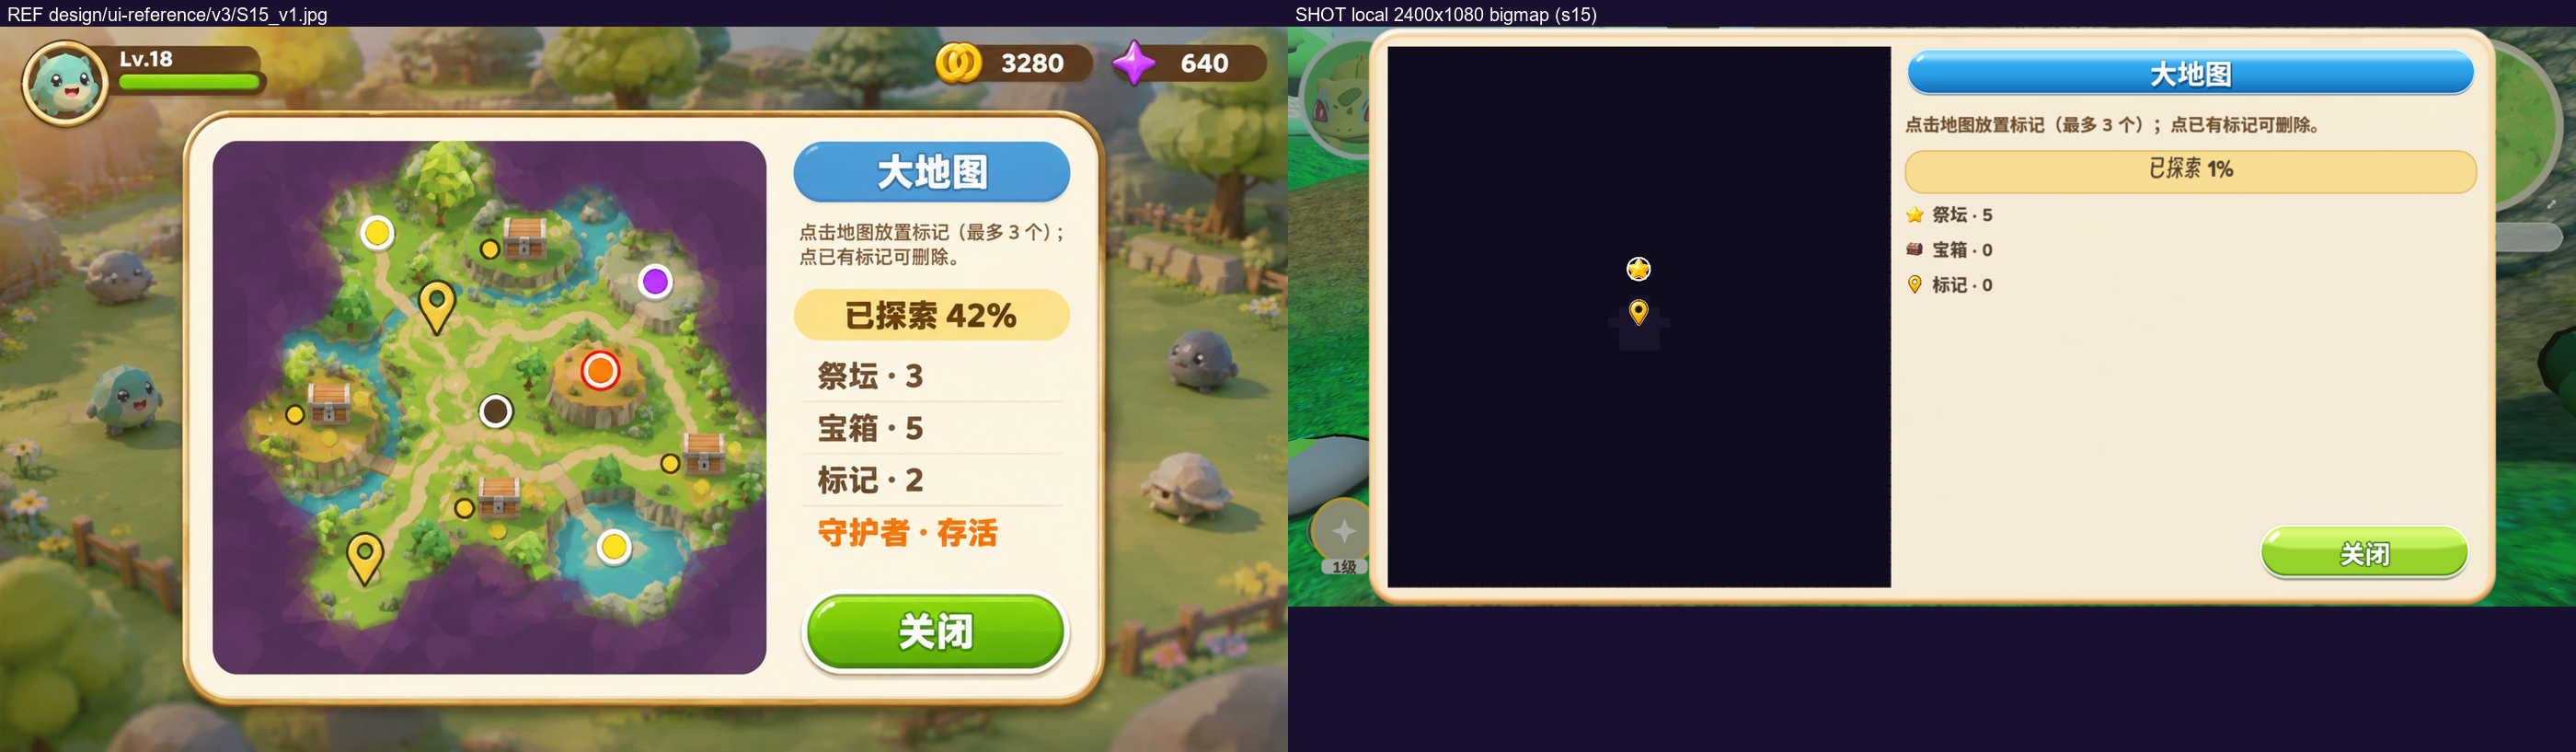 REF design/ui-reference/v3/S15_v1.jpg
Lv.18
3280
640
大地图
点击地图放置标记（最多 3 个）；
点已有标记可删除。
已探索 42%
祭坛 · 3
宝箱 · 5
标记 · 2
守护者 · 存活
关闭
SHOT local 2400x1080 bigmap (s15)
大地图
点击地图放置标记（最多 3 个）；点已有标记可删除。
已探索 1%
祭坛 · 5
宝箱 · 0
标记 · 0
关闭
1级